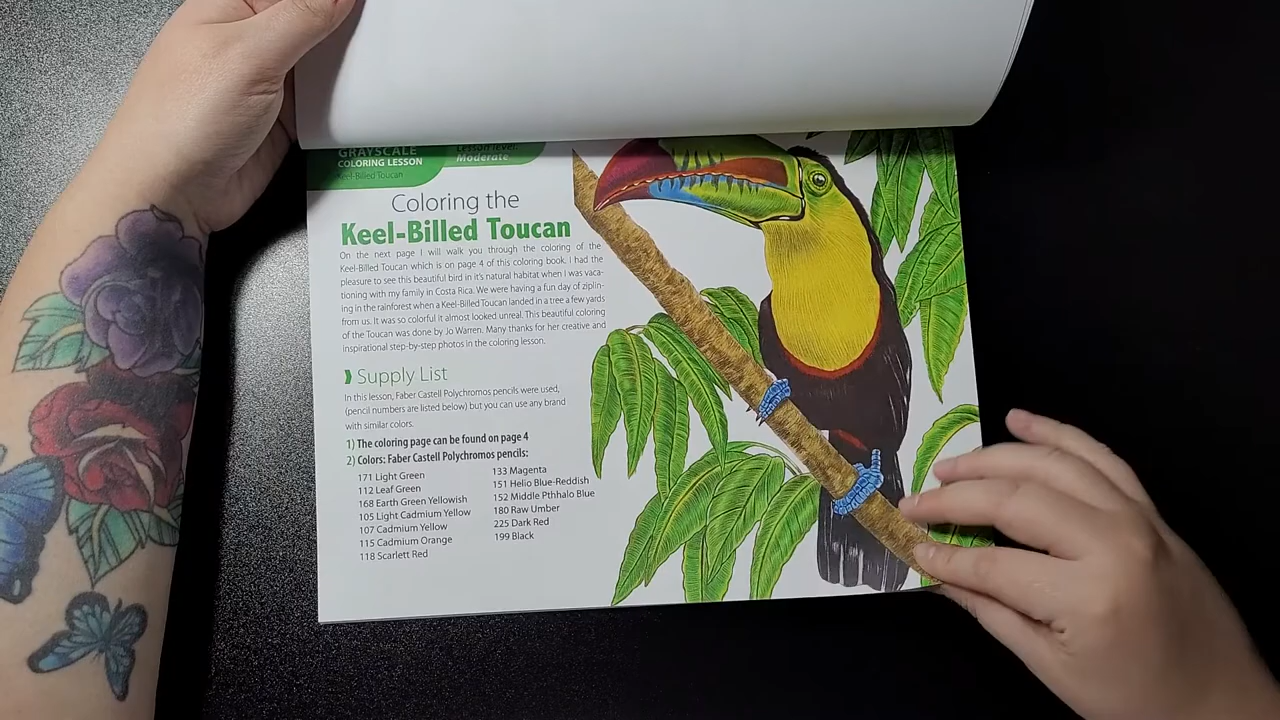 GRAYSCALE
COLORING LESSON
Keel-Billed Toucan
Lesson level:
Moderate
Coloring the
Keel-Billed Toucan
On the next page I will walk you through the coloring of the
Keel-Billed Toucan which is on page 4 of this coloring book. I had the
pleasure to see this beautiful bird in it's natural habitat when I was vaca-
tioning with my family in Costa Rica. We were having a fun day of ziplin-
ing in the rainforest when a Keel-Billed Toucan landed in a tree a few yards
from us. It was so colorful it almost looked unreal. This beautiful coloring
of the Toucan was done by Jo Warren. Many thanks for her creative and
inspirational step-by-step photos in the coloring lesson.
Supply List
In this lesson, Faber Castell Polychromos pencils were used,
(pencil numbers are listed below) but you can use any brand
with similar colors.
1) The coloring page can be found on page 4
2) Colors: Faber Castell Polychromos pencils:
171 Light Green
112 Leaf Green
168 Earth Green Yellowish
105 Light Cadmium Yellow
107 Cadmium Yellow
115 Cadmium Orange
118 Scarlett Red
133 Magenta
151 Helio Blue-Reddish
152 Middle Pthhalo Blue
180 Raw Umber
225 Dark Red
199 Black